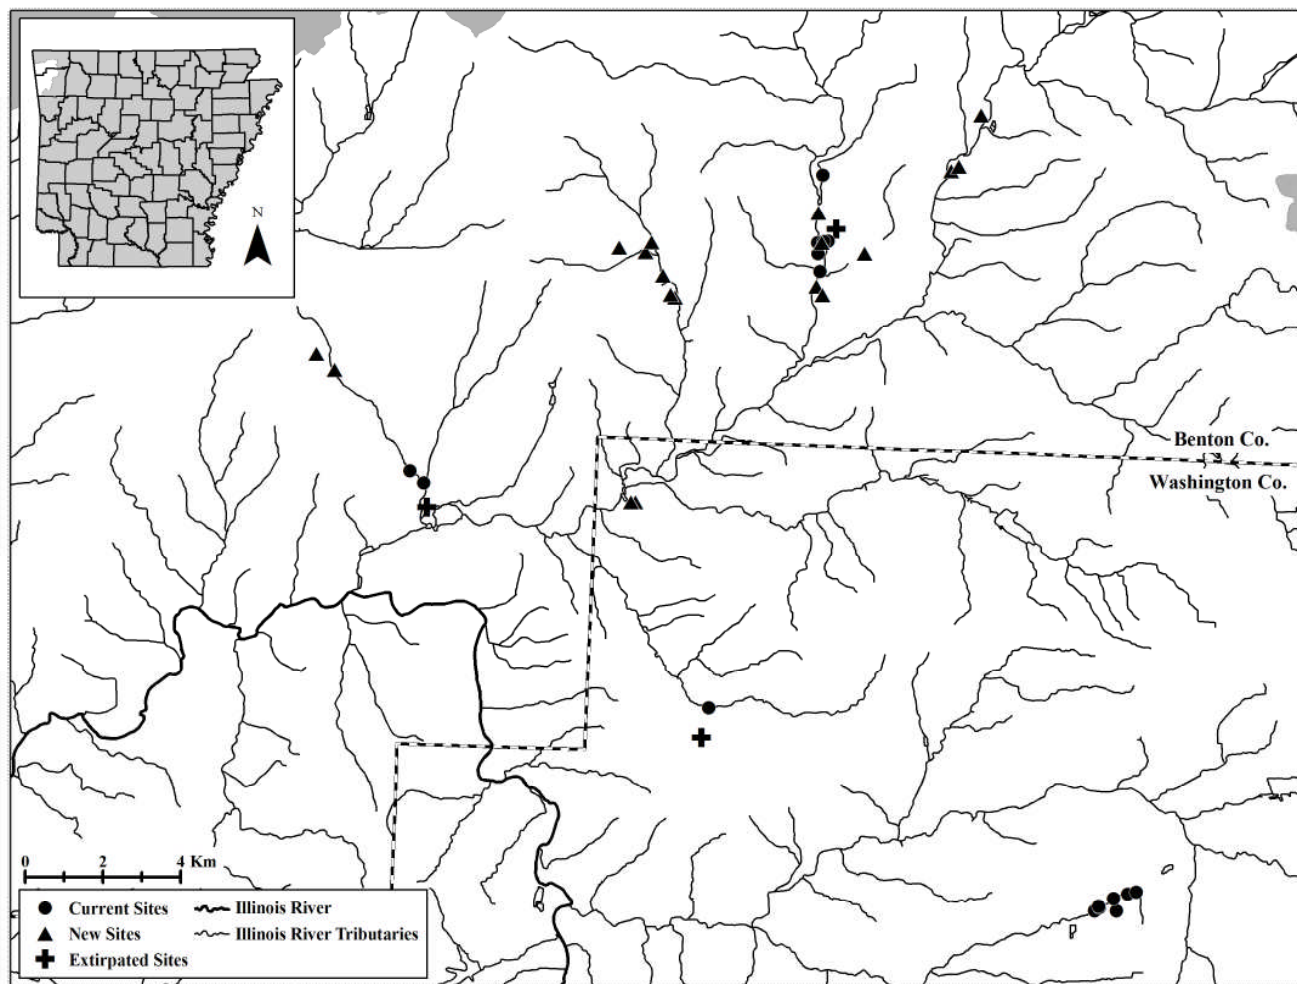 N
Benton Co.
Washington Co.
0 2 4 Km
Current Sites Illinois River
New Sites Illinois River Tributaries
Extirpated Sites